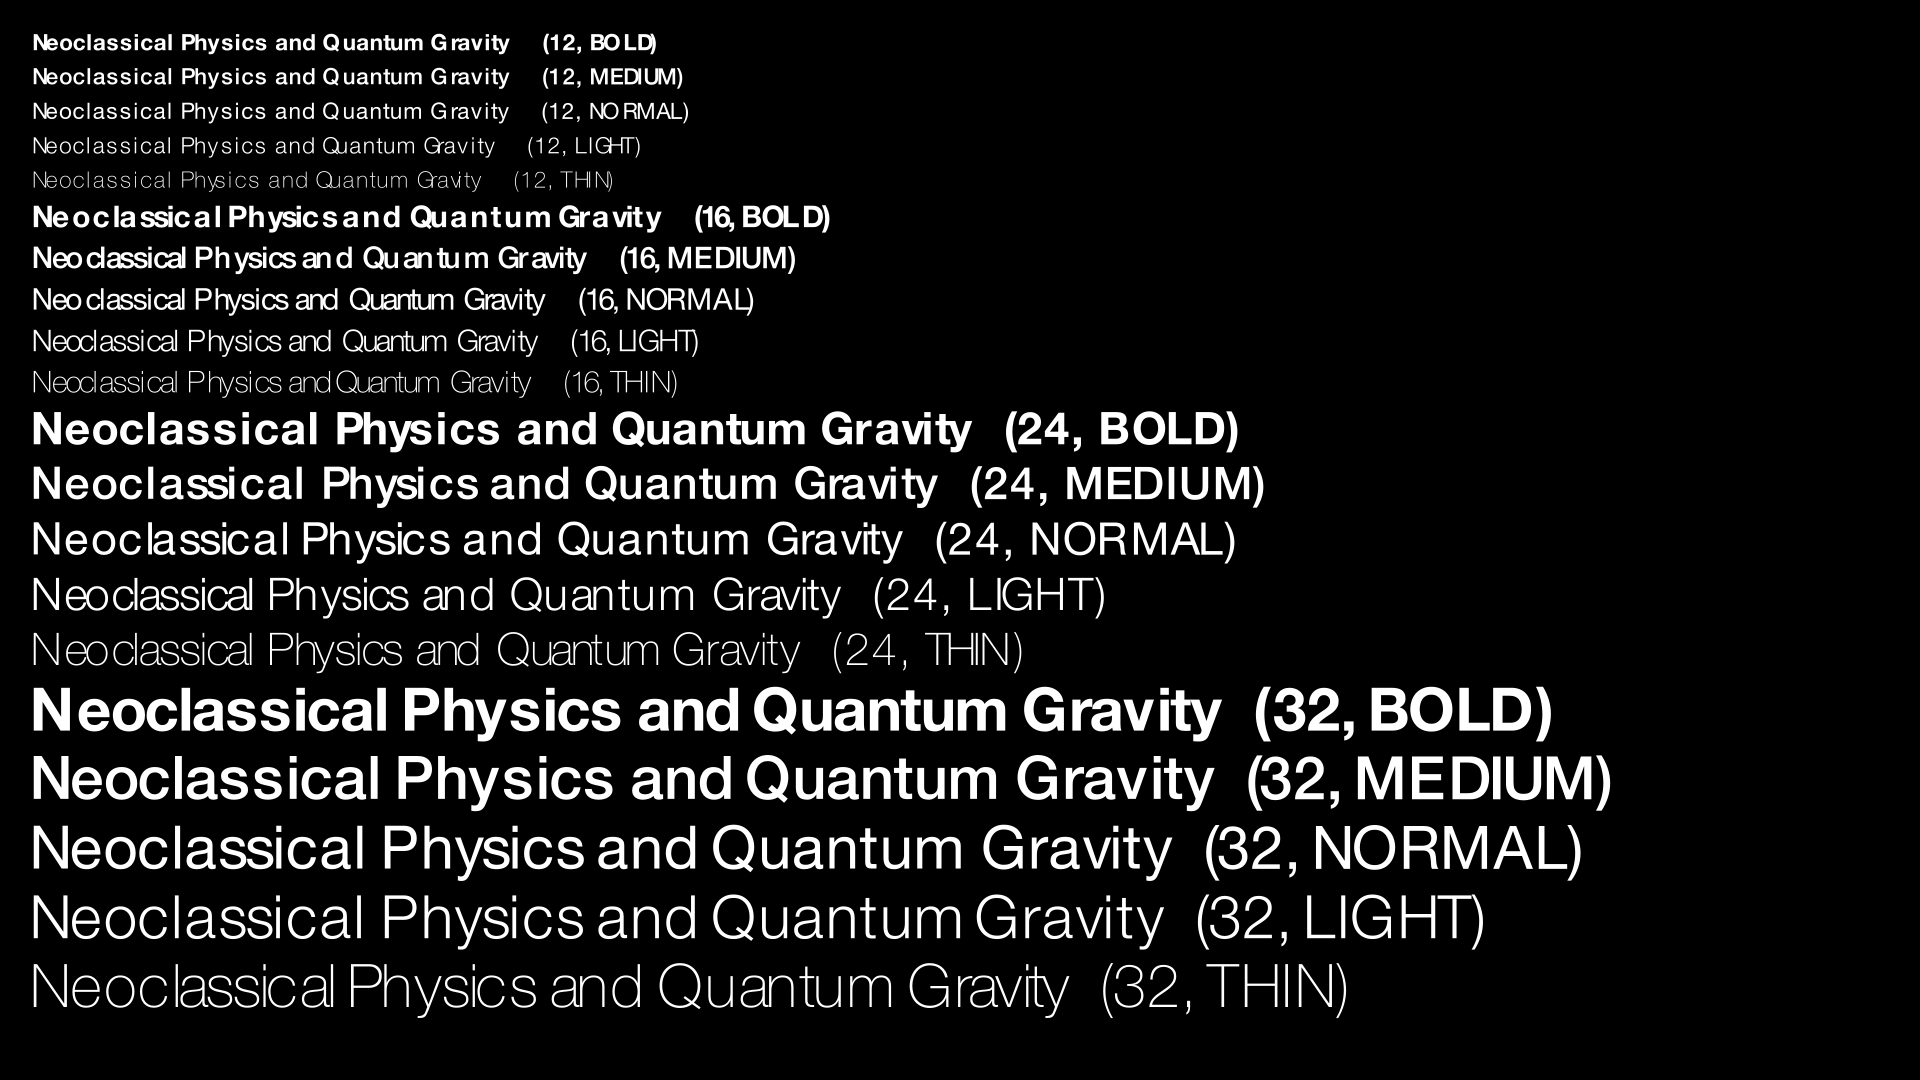 Neoclassical Physics and Quantum Gravity (12, BOLD)
Neoclassical Physics and Quantum Gravity (12, MEDIUM)
Neoclassical Physics and Quantum Gravity (12, NORMAL)
Neoclassical Physics and Quantum Gravity (12, LIGHT)
Neoclassical Physics and Quantum Gravity (12, THIN)
Neoclassical Physics and Quantum Gravity (16, BOLD)
Neoclassical Physics and Quantum Gravity (16, MEDIUM)
Neoclassical Physics and Quantum Gravity (16, NORMAL)
Neoclassical Physics and Quantum Gravity (16, LIGHT)
Neoclassical Physics and Quantum Gravity (16, THIN)
Neoclassical Physics and Quantum Gravity (24, BOLD)
Neoclassical Physics and Quantum Gravity (24, MEDIUM)
Neoclassical Physics and Quantum Gravity (24, NORMAL)
Neoclassical Physics and Quantum Gravity (24, LIGHT)
Neoclassical Physics and Quantum Gravity (24, THIN)
Neoclassical Physics and Quantum Gravity (32, BOLD)
Neoclassical Physics and Quantum Gravity (32, MEDIUM)
Neoclassical Physics and Quantum Gravity (32, NORMAL)
Neoclassical Physics and Quantum Gravity (32, LIGHT)
Neoclassical Physics and Quantum Gravity (32, THIN)